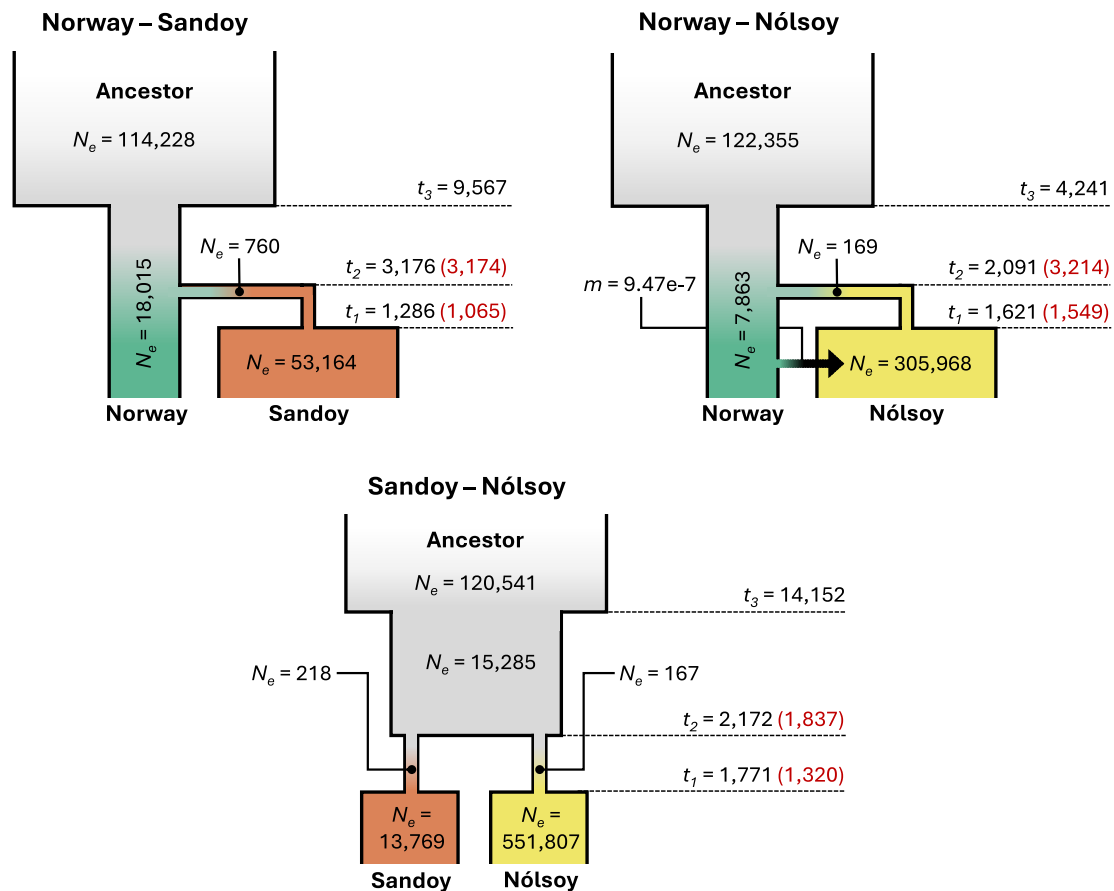 Norway – Sandoy
Ancestor
Ne = 114,228
t3 = 9,567
Ne = 760
t2 = 3,176 (3,174)
t1 = 1,286 (1,065)
Ne = 18,015
Ne = 53,164
Norway
Sandoy
Norway – Nólsoy
Ancestor
Ne = 122,355
t3 = 4,241
Ne = 169
m = 9.47e-7
t2 = 2,091 (3,214)
t1 = 1,621 (1,549)
Ne = 7,863
Ne = 305,968
Norway
Nólsoy
Sandoy – Nólsoy
Ancestor
Ne = 120,541
t3 = 14,152
Ne = 15,285
Ne = 218
Ne = 167
t2 = 2,172 (1,837)
t1 = 1,771 (1,320)
Ne =
13,769
Ne =
551,807
Sandoy
Nólsoy